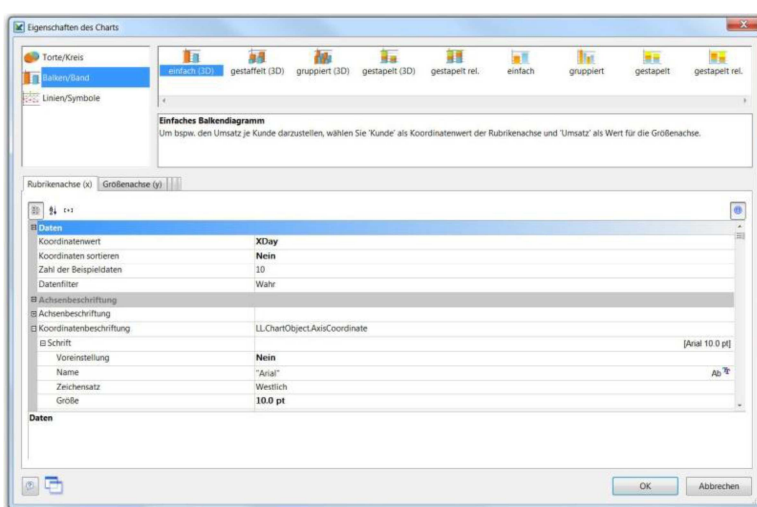 Eigenschaften des Charts
Torte/Kreis
Balken/Band
Linien/Symbole
einfach (3D) gestaffelt (3D) gruppiert (3D) gestapelt (3D) gestapelt rel. einfach gruppiert gestapelt gestapelt rel.
Einfaches Balkendiagramm
Um bspw. den Umsatz je Kunde darzustellen, wählen Sie 'Kunde' als Koordinatenwert der Rubrikenachse und 'Umsatz' als Wert für die Größenachse.
Rubrikenachse (x) Größenachse (y)
Daten
Koordinatenwert XDay
Koordinaten sortieren Nein
Zahl der Beispieldaten 10
Datenfilter Wahr
Achsenbeschriftung
Achsenbeschriftung
Koordinatenbeschriftung LL.ChartObject.AxisCoordinate
Schrift [Arial 10.0 pt]
Voreinstellung Nein
Name "Arial" Ab
Zeichensatz Westlich
Größe 10.0 pt
Daten
OK Abbrechen